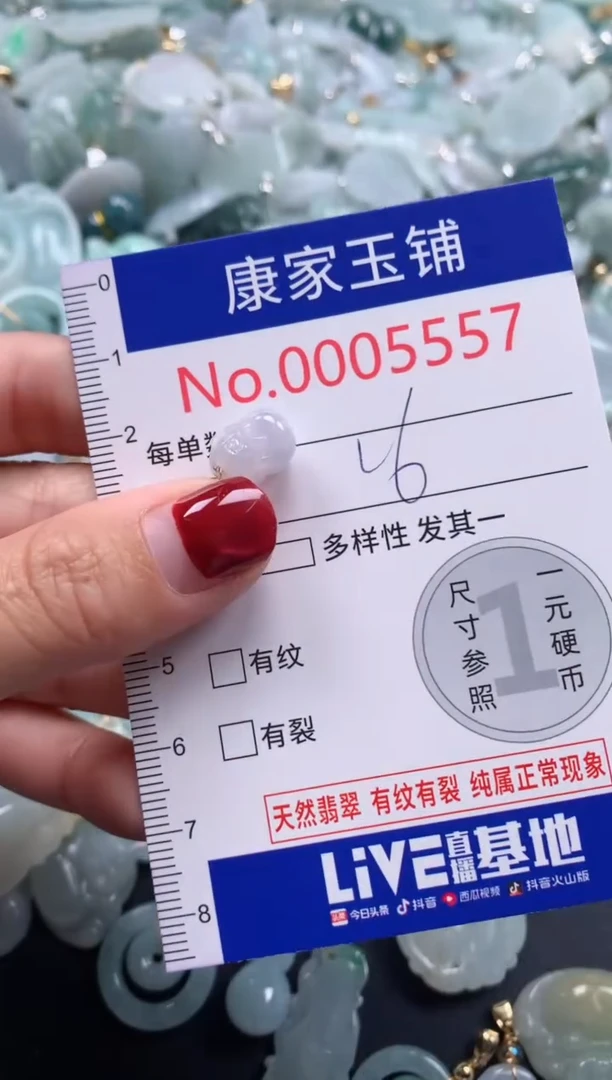 康家玉铺
No.0005557
0
1
2
5
6
7
8
每单数
46
多样性 发其一
尺寸参照
1
一元硬币
有纹
有裂
天然翡翠 有纹有裂 纯属正常现象
LiVE直播基地
头条 今日头条 抖音 西瓜视频 抖音火山版